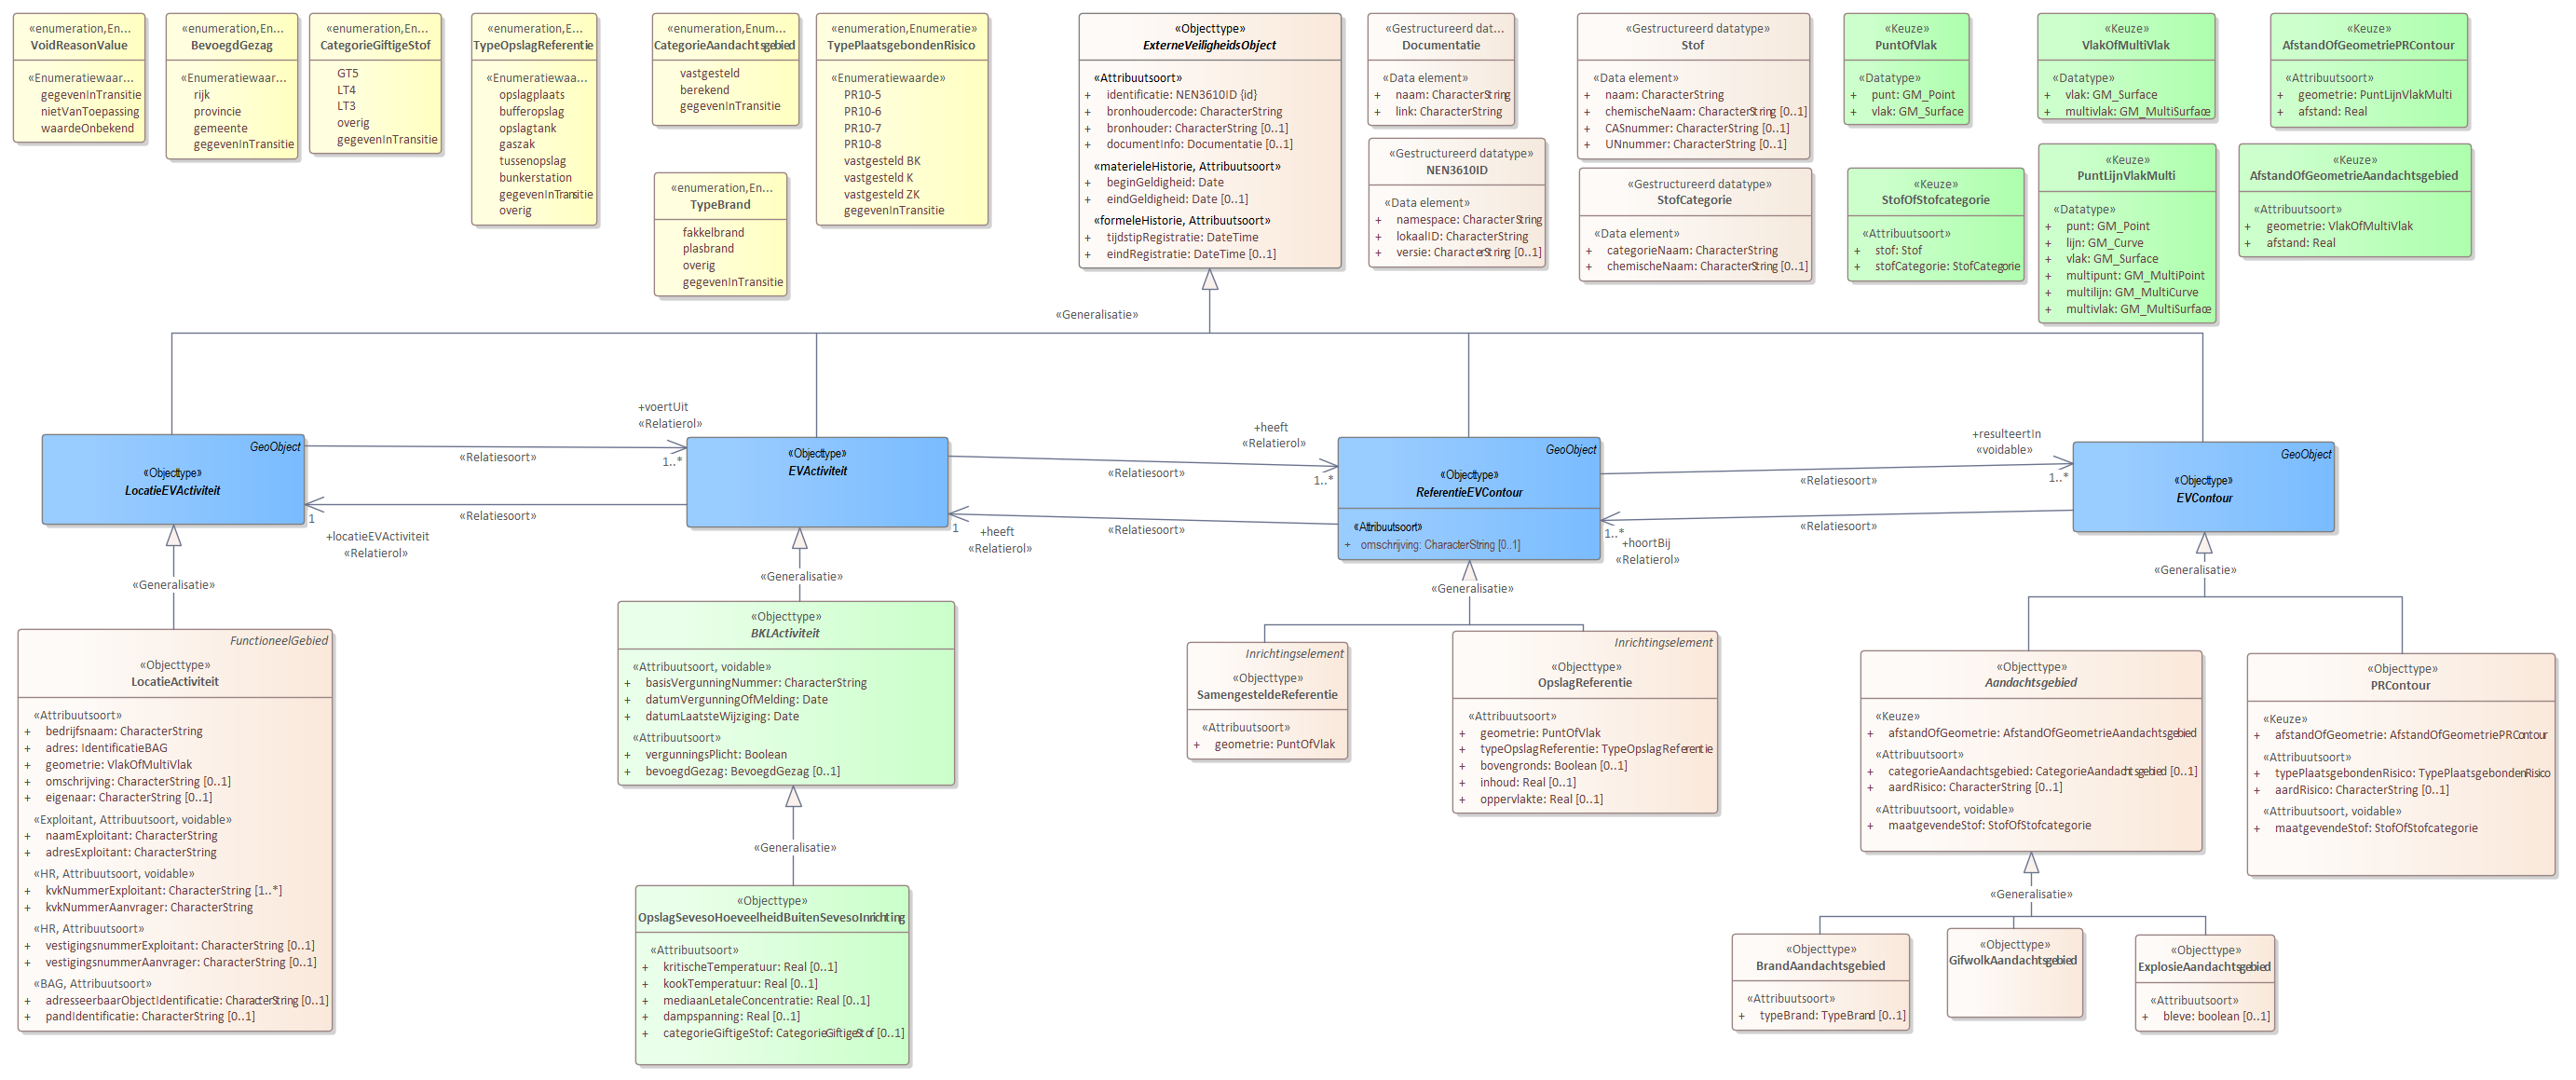 «enumeration,En...
VoidReasonValue
«Enumeratiewaar...
gegevenInTransitie
nietVanToepassing
waardeOnbekend
«enumeration,En...
BevoegdGezag
«Enumeratiewaar...
rijk
provincie
gemeente
gegevenInTransitie
«enumeration,En...
CategorieGiftigeStof
GT5
LT4
LT3
overig
gegevenInTransitie
«enumeration,E...
TypeOpslagReferentie
«Enumeratiewaa...
opslagplaats
bufferopslag
opslagtank
gaszak
tussenopslag
bunkerstation
gegevenInTransitie
overig
«enumeration,Enum...
CategorieAandachtsgebied
vastgesteld
berekend
gegevenInTransitie
«enumeration,En...
TypeBrand
fakkelbrand
plasbrand
overig
gegevenInTransitie
«enumeration,Enumeratie»
TypePlaatsgebondenRisico
«Enumeratiewaarde»
PR10-5
PR10-6
PR10-7
PR10-8
vastgesteld BK
vastgesteld K
vastgesteld ZK
gegevenInTransitie
«Objecttype»
ExterneVeiligheidsObject
«Attribuutsoort»
+ identificatie: NEN3610ID {id}
+ bronhoudercode: CharacterString
+ bronhouder: CharacterString [0..1]
+ documentInfo: Documentatie [0..1]
«materieleHistorie, Attribuutsoort»
+ beginGeldigheid: Date
+ eindGeldigheid: Date [0..1]
«formeleHistorie, Attribuutsoort»
+ tijdstipRegistratie: DateTime
+ eindRegistratie: DateTime [0..1]
«Gestructureerd dat...
Documentatie
«Data element»
+ naam: CharacterString
+ link: CharacterString
«Gestructureerd datatype»
NEN3610ID
«Data element»
+ namespace: CharacterString
+ lokaalID: CharacterString
+ versie: CharacterString [0..1]
«Gestructureerd datatype»
Stof
«Data element»
+ naam: CharacterString
+ chemischeNaam: CharacterString [0..1]
+ CASnummer: CharacterString [0..1]
+ UNnummer: CharacterString [0..1]
«Gestructureerd datatype»
StofCategorie
«Data element»
+ categorieNaam: CharacterString
+ chemischeNaam: CharacterString [0..1]
«Keuze»
PuntOfVlak
«Datatype»
+ punt: GM_Point
+ vlak: GM_Surface
«Keuze»
StofOfStofcategorie
«Attribuutsoort»
+ stof: Stof
+ stofCategorie: StofCategorie
«Keuze»
VlakOfMultiVlak
«Datatype»
+ vlak: GM_Surface
+ multivlak: GM_MultiSurface
«Keuze»
PuntLijnVlakMulti
«Datatype»
+ punt: GM_Point
+ lijn: GM_Curve
+ vlak: GM_Surface
+ multipunt: GM_MultiPoint
+ multilijn: GM_MultiCurve
+ multivlak: GM_MultiSurface
«Keuze»
AfstandOfGeometriePRContour
«Attribuutsoort»
+ geometrie: PuntLijnVlakMulti
+ afstand: Real
«Keuze»
AfstandOfGeometrieAandachtsgebied
«Attribuutsoort»
+ geometrie: VlakOfMultiVlak
+ afstand: Real
«Generalisatie»
GeoObject
«Objecttype»
LocatieEVActiviteit
+voertUit
«Relatierol»
«Relatiesoort»
1..*
«Relatiesoort»
1
+locatieEVActiviteit
«Relatierol»
«Objecttype»
EVActiviteit
+heeft
«Relatierol»
«Relatiesoort»
1..*
1
+heeft
«Relatierol»
«Relatiesoort»
GeoObject
«Objecttype»
ReferentieEVContour
«Attribuutsoort»
+ omschrijving: CharacterString [0..1]
+resulteertIn
«voidable»
«Relatiesoort»
1..*
«Relatiesoort»
1..*
+hoortBij
«Relatierol»
GeoObject
«Objecttype»
EVContour
«Generalisatie»
«Generalisatie»
«Generalisatie»
«Generalisatie»
FunctioneelGebied
«Objecttype»
LocatieActiviteit
«Attribuutsoort»
+ bedrijfsnaam: CharacterString
+ adres: IdentificatieBAG
+ geometrie: VlakOfMultiVlak
+ omschrijving: CharacterString [0..1]
+ eigenaar: CharacterString [0..1]
«Exploitant, Attribuutsoort, voidable»
+ naamExploitant: CharacterString
+ adresExploitant: CharacterString
«HR, Attribuutsoort, voidable»
+ kvkNummerExploitant: CharacterString [1..*]
+ kvkNummerAanvrager: CharacterString
«HR, Attribuutsoort»
+ vestigingsnummerExploitant: CharacterString [0..1]
+ vestigingsnummerAanvrager: CharacterString [0..1]
«BAG, Attribuutsoort»
+ adresseerbaarObjectIdentificatie: CharacterString [0..1]
+ pandIdentificatie: CharacterString [0..1]
«Objecttype»
BKLActiviteit
«Attribuutsoort, voidable»
+ basisVergunningNummer: CharacterString
+ datumVergunningOfMelding: Date
+ datumLaatsteWijziging: Date
«Attribuutsoort»
+ vergunningsPlicht: Boolean
+ bevoegdGezag: BevoegdGezag [0..1]
«Generalisatie»
«Objecttype»
OpslagSevesoHoeveelheidBuitenSevesoInrichting
«Attribuutsoort»
+ kritischeTemperatuur: Real [0..1]
+ kookTemperatuur: Real [0..1]
+ mediaanLetaleConcentratie: Real [0..1]
+ dampspanning: Real [0..1]
+ categorieGiftigeStof: CategorieGiftigeStof [0..1]
Inrichtingselement
«Objecttype»
SamengesteldeReferentie
«Attribuutsoort»
+ geometrie: PuntOfVlak
Inrichtingselement
«Objecttype»
OpslagReferentie
«Attribuutsoort»
+ geometrie: PuntOfVlak
+ typeOpslagReferentie: TypeOpslagReferentie
+ bovengronds: Boolean [0..1]
+ inhoud: Real [0..1]
+ oppervlakte: Real [0..1]
«Objecttype»
Aandachtsgebied
«Keuze»
+ afstandOfGeometrie: AfstandOfGeometrieAandachtsgebied
«Attribuutsoort»
+ categorieAandachtsgebied: CategorieAandachtsgebied [0..1]
+ aardRisico: CharacterString [0..1]
«Attribuutsoort, voidable»
+ maatgevendeStof: StofOfStofcategorie
«Objecttype»
PRContour
«Keuze»
+ afstandOfGeometrie: AfstandOfGeometriePRContour
«Attribuutsoort»
+ typePlaatsgebondenRisico: TypePlaatsgebondenRisico
+ aardRisico: CharacterString [0..1]
«Attribuutsoort, voidable»
+ maatgevendeStof: StofOfStofcategorie
«Generalisatie»
«Objecttype»
BrandAandachtsgebied
«Attribuutsoort»
+ typeBrand: TypeBrand [0..1]
«Objecttype»
GifwolkAandachtsgebied
«Objecttype»
ExplosieAandachtsgebied
«Attribuutsoort»
+ bleve: boolean [0..1]